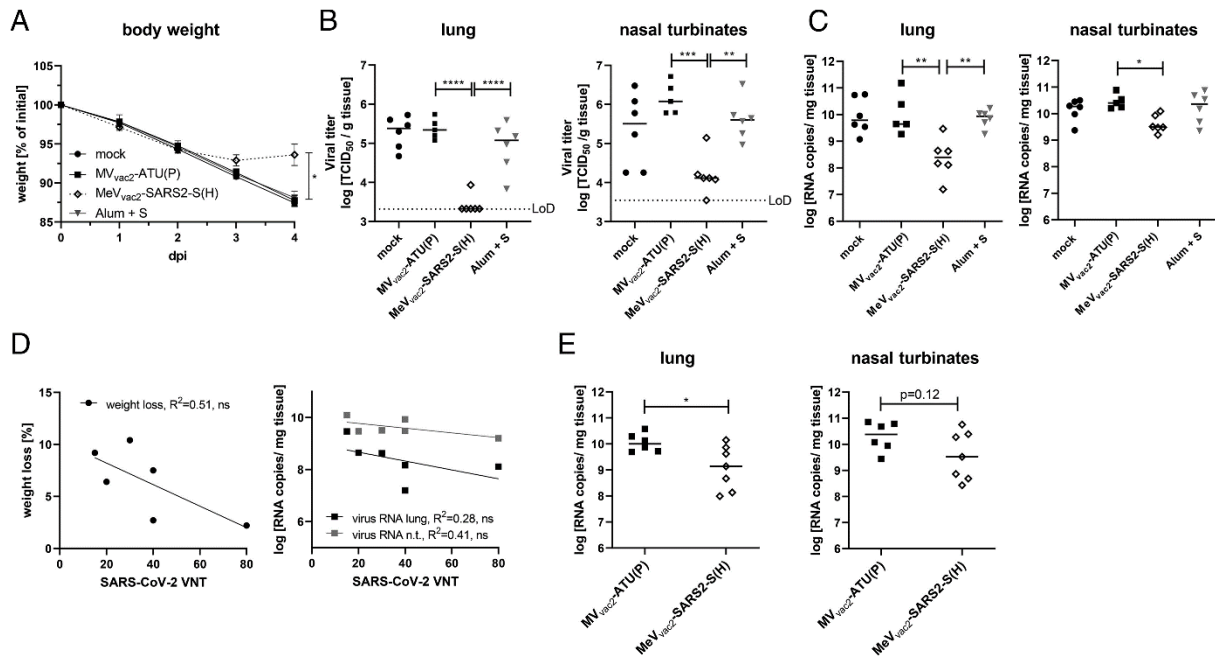 A
body weight
weight [% of initial]
105
100
95
90
85
0
1
2
3
4
dpi
mock
MVvac2-ATU(P)
MeVvac2-SARS2-S(H)
Alum + S
*
B
lung
Viral titer
log [TCID50 / g tissue]
7
6
5
4
3
****
****
LoD
mock
MVvac2-ATU(P)
MeVvac2-SARS2-S(H)
Alum + S
nasal turbinates
Viral titer
log [TCID50 / g tissue]
7
6
5
4
3
***
**
LoD
mock
MVvac2-ATU(P)
MeVvac2-SARS2-S(H)
Alum + S
C
lung
log [RNA copies/ mg tissue]
13
12
11
10
9
8
7
6
**
**
mock
MVvac2-ATU(P)
MeVvac2-SARS2-S(H)
Alum + S
nasal turbinates
log [RNA copies/ mg tissue]
13
12
11
10
9
8
7
6
*
mock
MVvac2-ATU(P)
MeVvac2-SARS2-S(H)
Alum + S
D
weight loss [%]
15
10
5
0
weight loss, R2=0.51, ns
0
20
40
60
80
SARS-CoV-2 VNT
log [RNA copies/ mg tissue]
11
10
9
8
7
6
virus RNA lung, R2=0.28, ns
virus RNA n.t., R2=0.41, ns
0
20
40
60
80
SARS-CoV-2 VNT
E
lung
log [RNA copies/ mg tissue]
12
11
10
9
8
7
6
*
MVvac2-ATU(P)
MeVvac2-SARS2-S(H)
nasal turbinates
log [RNA copies/ mg tissue]
12
11
10
9
8
7
6
p=0.12
MVvac2-ATU(P)
MeVvac2-SARS2-S(H)